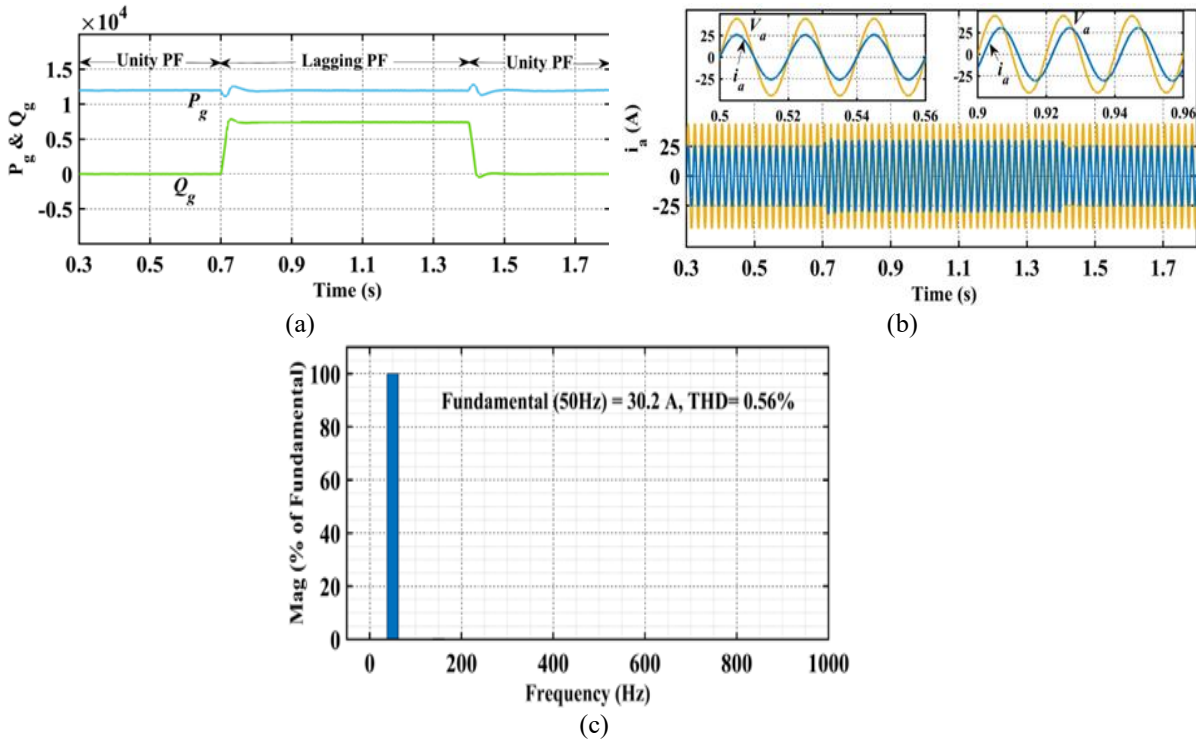 ×10⁴
Unity PF Lagging PF Unity PF
1.5
1
0.5
0
-0.5
P_g
Q_g
P_g & Q_g
0.3 0.5 0.7 0.9 1.1 1.3 1.5 1.7
Time (s)
(a)
V_a
i_a
25
0
-25
0.5 0.52 0.54 0.56
V_a
i_a
25
0
-25
0.9 0.92 0.94 0.96
i_a (A)
25
0
-25
0.3 0.5 0.7 0.9 1.1 1.3 1.5 1.7
Time (s)
(b)
Mag (% of Fundamental)
100
80
60
40
20
0
Fundamental (50Hz) = 30.2 A, THD= 0.56%
0 200 400 600 800 1000
Frequency (Hz)
(c)